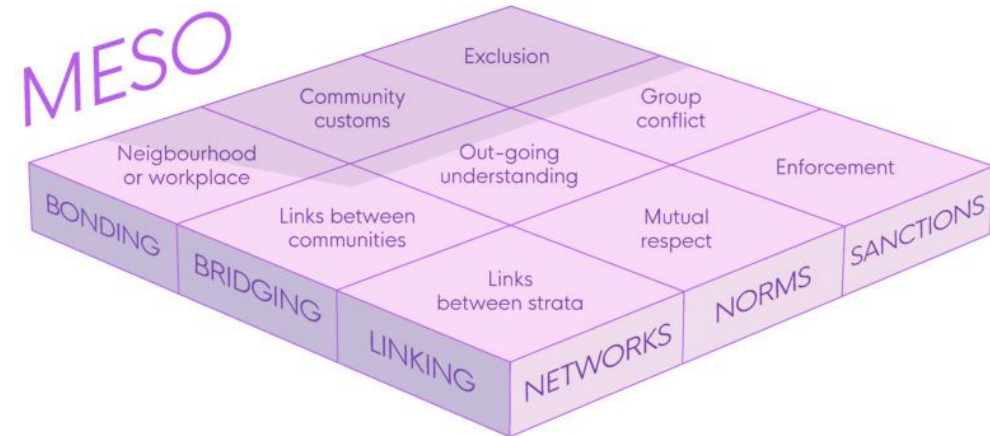 MESO
Exclusion
Community
customs
Group
conflict
Neigbourhood
or workplace
Out-going
understanding
Enforcement
Links between
communities
Mutual
respect
Links
between strata
BONDING
BRIDGING
LINKING
NETWORKS
NORMS
SANCTIONS